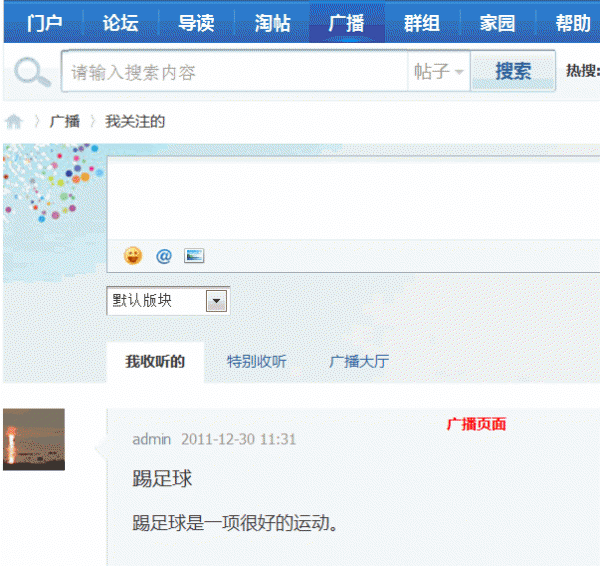 门户 论坛 导读 淘帖 广播 群组 家园 帮助
请输入搜索内容 帖子 搜索 热搜:
广播 我关注的
@
默认版块
我收听的 特别收听 广播大厅
广播页面
admin 2011-12-30 11:31
踢足球
踢足球是一项很好的运动。